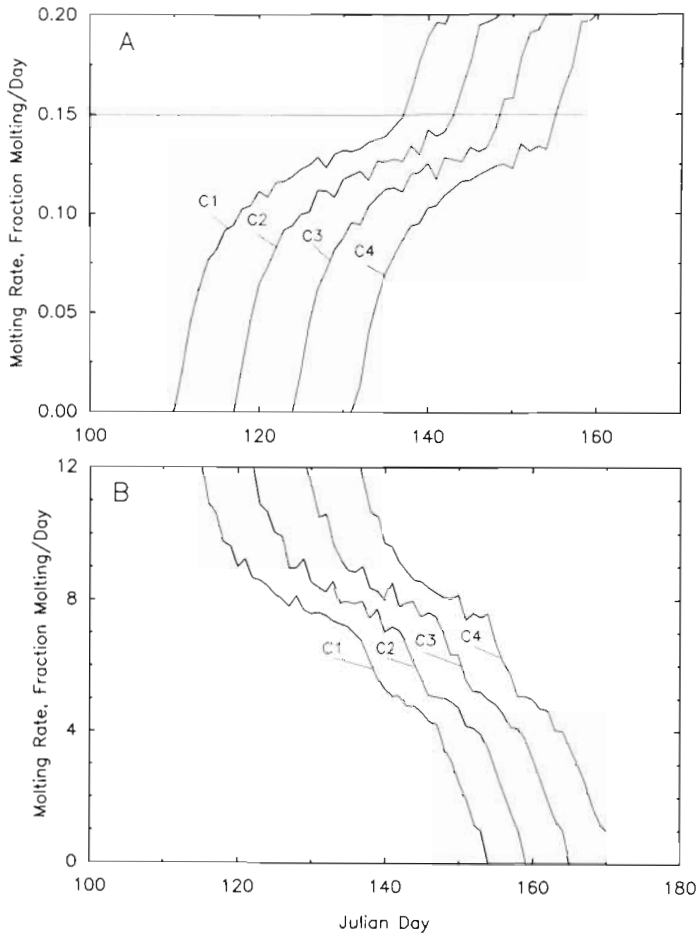 A
Molting Rate, Fraction Molting/Day
0.20
0.15
0.10
0.05
0.00
C1
C2
C3
C4
100
120
140
160
B
Molting Rate, Fraction Molting/Day
12
8
4
0
C1
C2
C3
C4
100
120
140
160
180
Julian Day